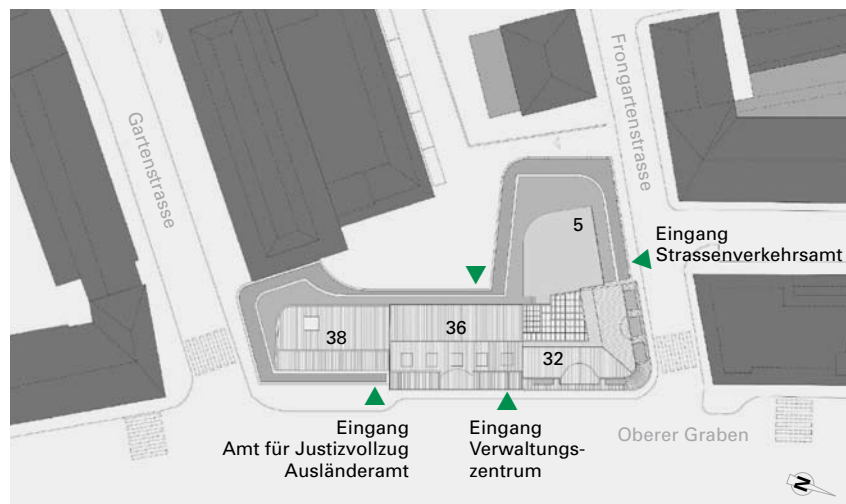 Gartenstrasse
Frongartenstrasse
5
Eingang
Strassenverkehrsamt
38
36
32
Eingang
Amt für Justizvollzug
Ausländeramt
Eingang
Verwaltungs-
zentrum
Oberer Graben
N